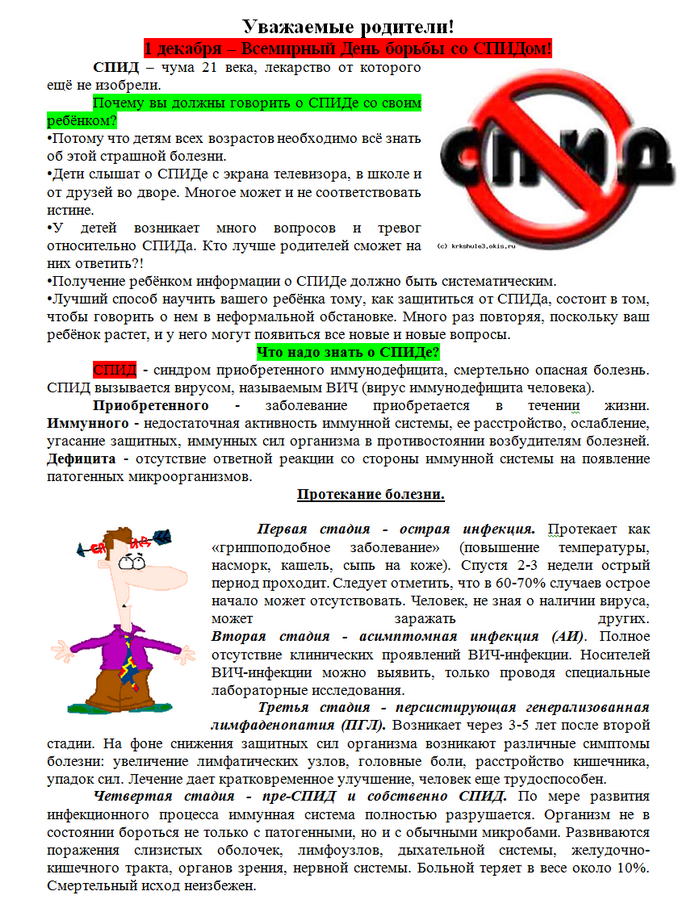 Уважаемые родители!
1 декабря – Всемирный День борьбы со СПИДом!
СПИД – чума 21 века, лекарство от которого
ещё не изобрели.
Почему вы должны говорить о СПИДе со своим
ребёнком?
•Потому что детям всех возрастов необходимо всё знать
об этой страшной болезни.
•Дети слышат о СПИДе с экрана телевизора, в школе и
от друзей во дворе. Многое может и не соответствовать
истине.
•У детей возникает много вопросов и тревог
относительно СПИДа. Кто лучше родителей сможет на
них ответить?!
СПИД
(c) krkshule3.okis.ru
•Получение ребёнком информации о СПИДе должно быть систематическим.
•Лучший способ научить вашего ребёнка тому, как защититься от СПИДа, состоит в том,
чтобы говорить о нем в неформальной обстановке. Много раз повторяя, поскольку ваш
ребёнок растет, и у него могут появиться все новые и новые вопросы.
Что надо знать о СПИДе?
СПИД - синдром приобретенного иммунодефицита, смертельно опасная болезнь.
СПИД вызывается вирусом, называемым ВИЧ (вирус иммунодефицита человека).
Приобретенного - заболевание приобретается в течении жизни.
Иммунного - недостаточная активность иммунной системы, ее расстройство, ослабление,
угасание защитных, иммунных сил организма в противостоянии возбудителям болезней.
Дефицита - отсутствие ответной реакции со стороны иммунной системы на появление
патогенных микроорганизмов.
Протекание болезни.
СПИД
Первая стадия - острая инфекция. Протекает как
«гриппоподобное заболевание» (повышение температуры,
насморк, кашель, сыпь на коже). Спустя 2-3 недели острый
период проходит. Следует отметить, что в 60-70% случаев острое
начало может отсутствовать. Человек, не зная о наличии вируса,
может заражать других.
Вторая стадия - асимптомная инфекция (АИ). Полное
отсутствие клинических проявлений ВИЧ-инфекции. Носителей
ВИЧ-инфекции можно выявить, только проводя специальные
лабораторные исследования.
Третья стадия - персистирующая генерализованная
лимфаденопатия (ПГЛ). Возникает через 3-5 лет после второй
стадии. На фоне снижения защитных сил организма возникают различные симптомы
болезни: увеличение лимфатических узлов, головные боли, расстройство кишечника,
упадок сил. Лечение дает кратковременное улучшение, человек еще трудоспособен.
Четвертая стадия - пре-СПИД и собственно СПИД. По мере развития
инфекционного процесса иммунная система полностью разрушается. Организм не в
состоянии бороться не только с патогенными, но и с обычными микробами. Развиваются
поражения слизистых оболочек, лимфоузлов, дыхательной системы, желудочно-
кишечного тракта, органов зрения, нервной системы. Больной теряет в весе около 10%.
Смертельный исход неизбежен.